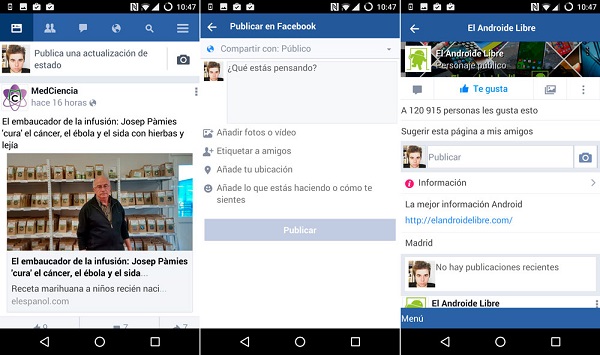 10:47
Publica una actualización de
estado
MedCiencia
hace 16 horas
El embaucador de la infusión: Josep Pàmies
'cura' el cáncer, el ébola y el sida con hierbas y
lejía
El embaucador de la infusión: Josep Pàmies
'cura' el cáncer, el ébola y el sida...
Receta marihuana a niños recién naci...
elespanol.com
9
7
7
10:47
Publicar en Facebook
Compartir con: Público
¿Qué estás pensando?
Añadir fotos o vídeo
Etiquetar a amigos
Añade tu ubicación
Añade lo que estás haciendo o cómo te
sientes
Publicar
10:47
El Androide Libre
El Androide Libre
Personaje público
Te gusta
A 120 915 personas les gusta esto
Sugerir esta página a mis amigos
Publicar
Información
La mejor información Android
http://elandroidelibre.com/
Madrid
No hay publicaciones recientes
El Androide Libre
Menú